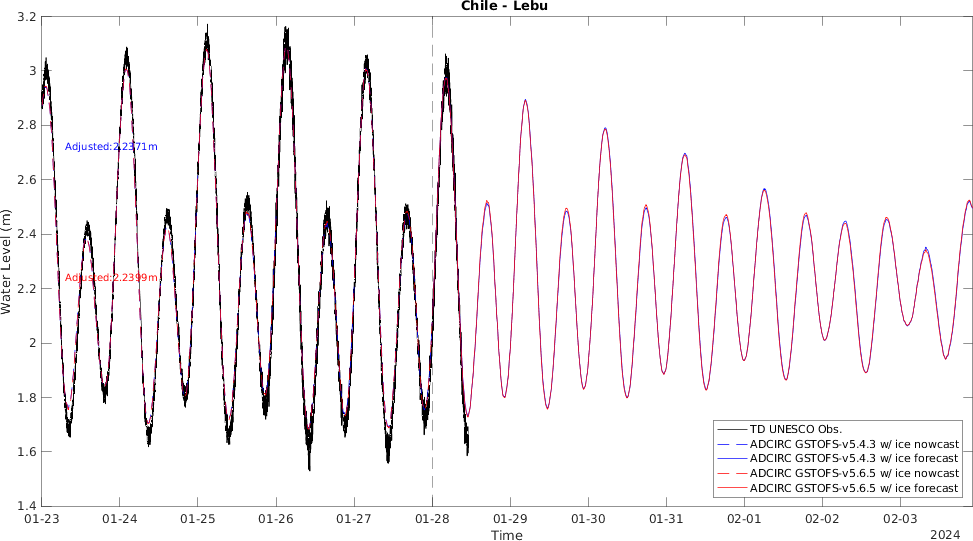 Chile - Lebu
3.2
3
2.8
2.6
2.4
2.2
2
1.8
1.6
1.4
Water Level (m)
Adjusted:2.2371m
Adjusted:2.2399m
TD UNESCO Obs.
ADCIRC GSTOFS-v5.4.3 w/ ice nowcast
ADCIRC GSTOFS-v5.4.3 w/ ice forecast
ADCIRC GSTOFS-v5.6.5 w/ ice nowcast
ADCIRC GSTOFS-v5.6.5 w/ ice forecast
01-23 01-24 01-25 01-26 01-27 01-28 01-29 01-30 01-31 02-01 02-02 02-03
Time
2024